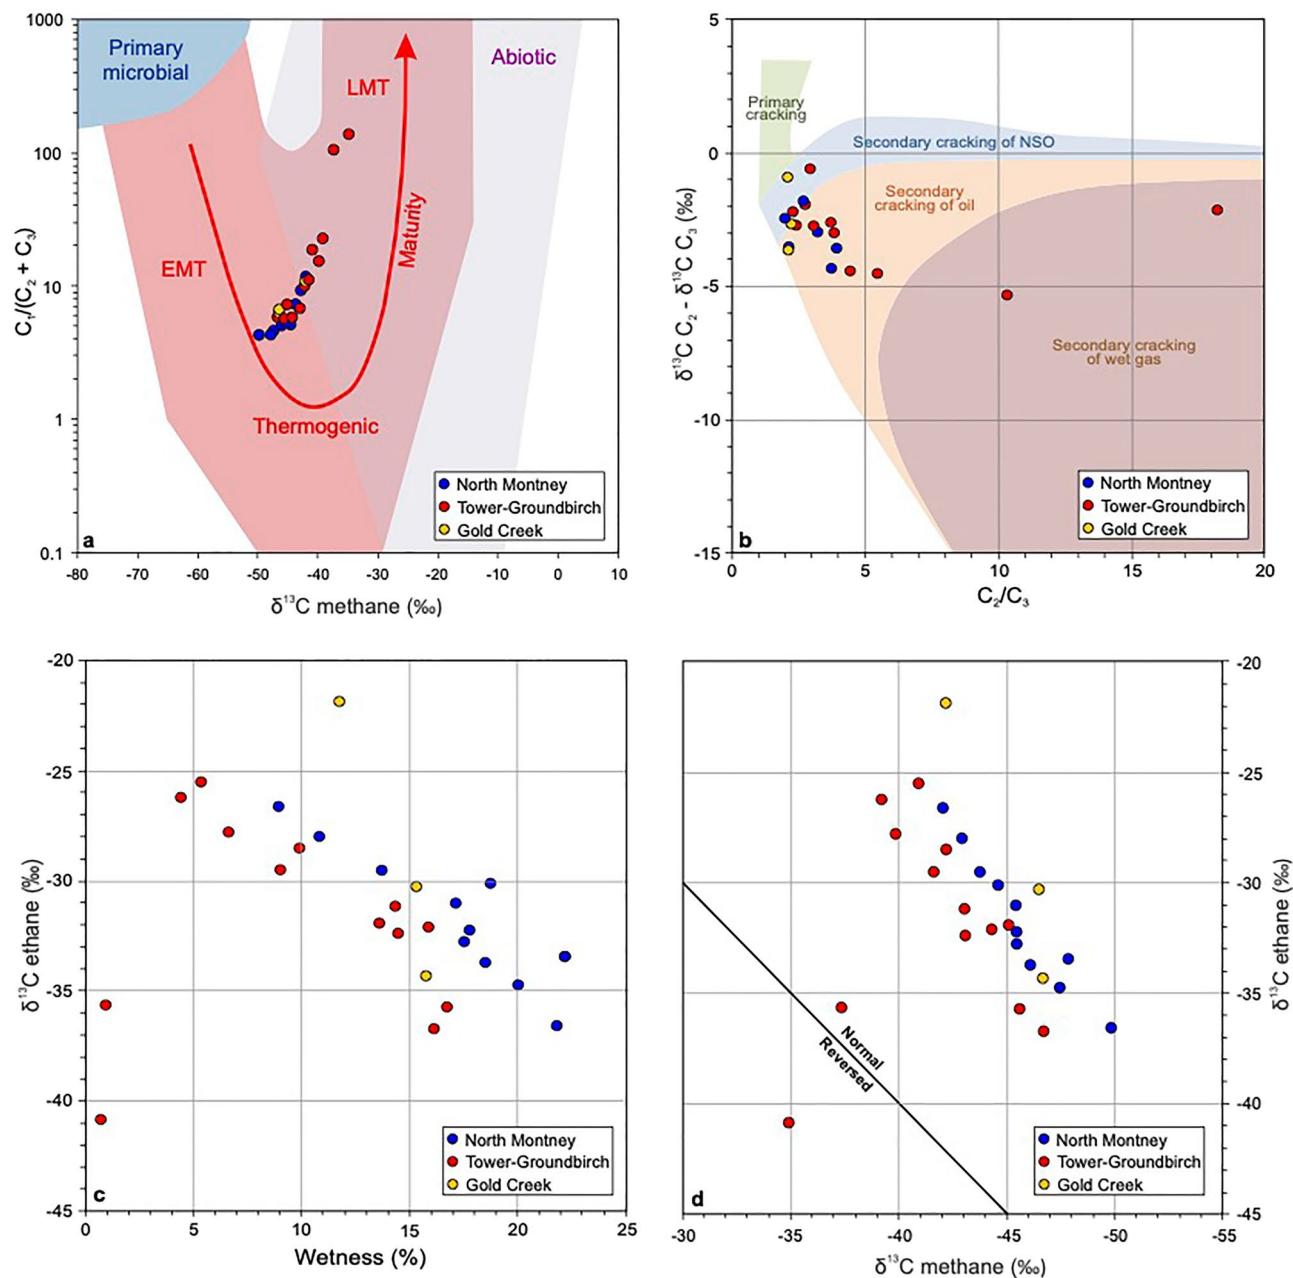 1000
100
10
1
0.1
C₁/(C₂ + C₃)
Primary
microbial
Abiotic
LMT
EMT
Maturity
Thermogenic
North Montney
Tower-Groundbirch
Gold Creek
a
-80 -70 -60 -50 -40 -30 -20 -10 0 10
δ¹³C methane (‰)
5
0
-5
-10
-15
δ¹³C C₂ - δ¹³C C₃ (‰)
Primary
cracking
Secondary cracking of NSO
Secondary
cracking of oil
Secondary cracking
of wet gas
North Montney
Tower-Groundbirch
Gold Creek
b
0 5 10 15 20
C₂/C₃
-20
-25
-30
-35
-40
-45
δ¹³C ethane (‰)
North Montney
Tower-Groundbirch
Gold Creek
c
0 5 10 15 20 25
Wetness (%)
-20
-25
-30
-35
-40
-45
δ¹³C ethane (‰)
Normal
Reversed
North Montney
Tower-Groundbirch
Gold Creek
d
-30 -35 -40 -45 -50 -55
δ¹³C methane (‰)